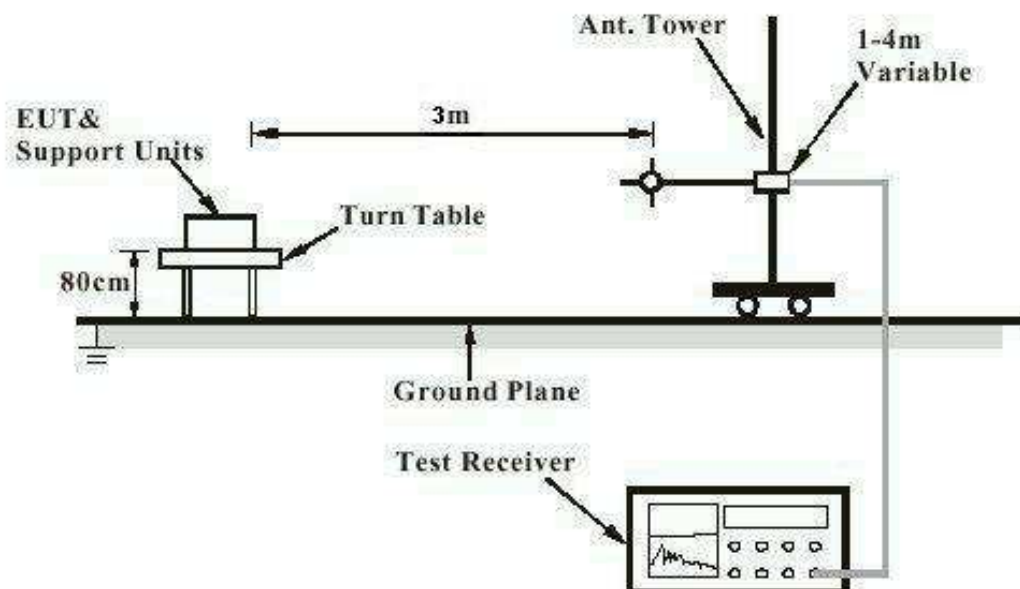 Ant. Tower
1-4m
Variable
EUT&
Support Units
3m
Turn Table
80cm
Ground Plane
Test Receiver